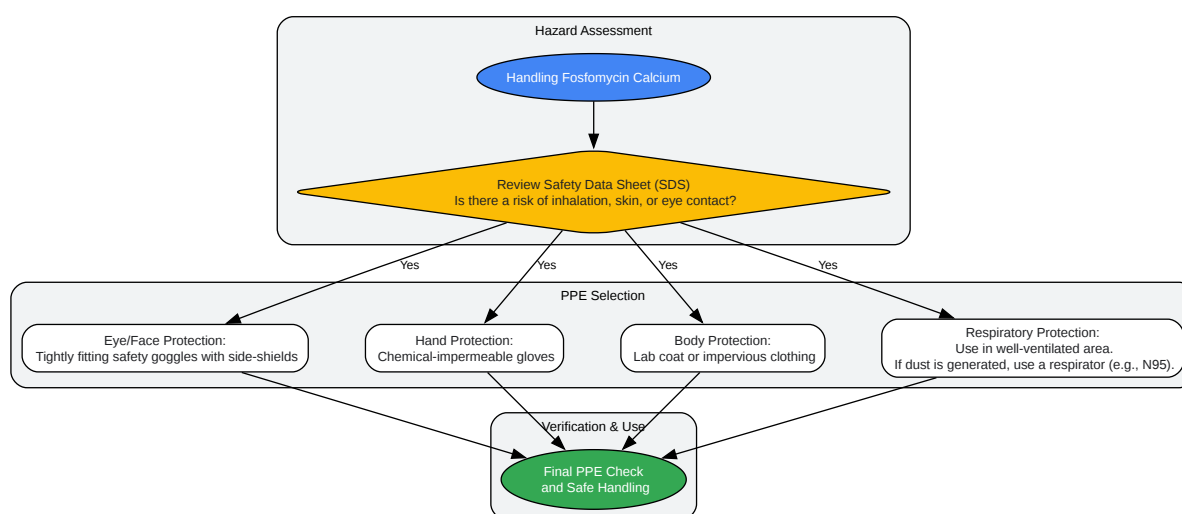 Hazard Assessment
Handling Fosfomycin Calcium
Review Safety Data Sheet (SDS)
Is there a risk of inhalation, skin, or eye contact?
Yes
Yes
Yes
Yes
PPE Selection
Eye/Face Protection:
Tightly fitting safety goggles with side-shields
Hand Protection:
Chemical-impermeable gloves
Body Protection:
Lab coat or impervious clothing
Respiratory Protection:
Use in well-ventilated area.
If dust is generated, use a respirator (e.g., N95).
Verification & Use
Final PPE Check
and Safe Handling